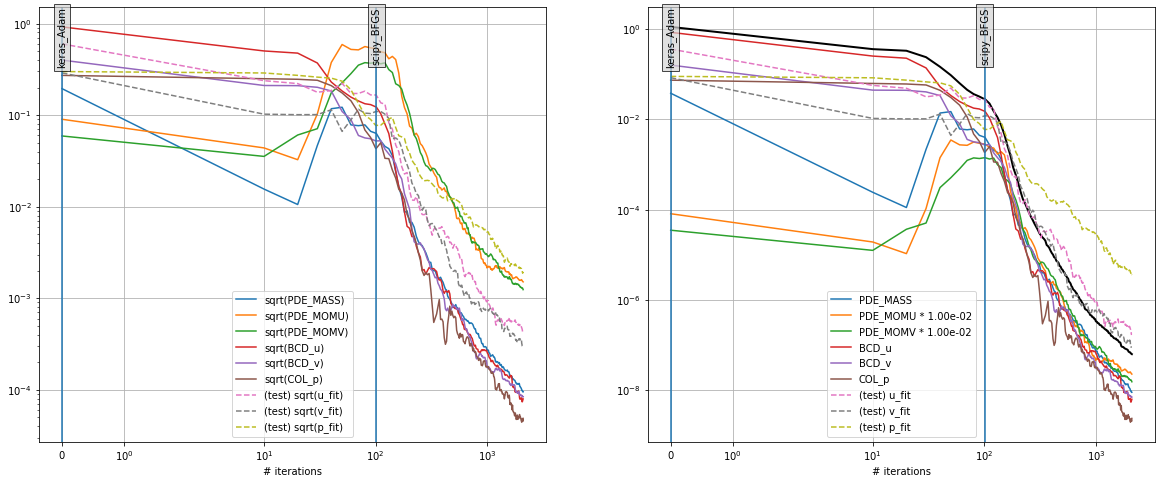 keras_Adam
scipy_BFGS
10⁰
10⁻¹
10⁻²
10⁻³
10⁻⁴
sqrt(PDE_MASS)
sqrt(PDE_MOMU)
sqrt(PDE_MOMV)
sqrt(BCD_u)
sqrt(BCD_v)
sqrt(COL_p)
(test) sqrt(u_fit)
(test) sqrt(v_fit)
(test) sqrt(p_fit)
0 10⁰ 10¹ 10² 10³
# iterations
keras_Adam
scipy_BFGS
10⁰
10⁻²
10⁻⁴
10⁻⁶
10⁻⁸
PDE_MASS
PDE_MOMU * 1.00e-02
PDE_MOMV * 1.00e-02
BCD_u
BCD_v
COL_p
(test) u_fit
(test) v_fit
(test) p_fit
0 10⁰ 10¹ 10² 10³
# iterations